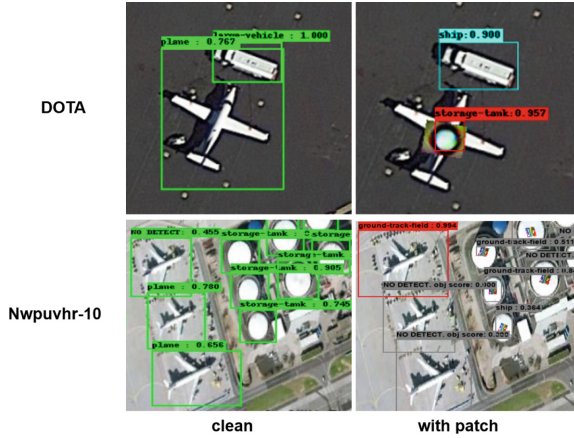 large-vehicle : 1.000
plane : 0.767
ship:0.900
storage-tank:0.957
DOTA
NO DETECT: 0.455
storage-tank :
storage-tank
storage-tank : 0.905
plane : 0.780
storage-tank : 0.745
plane : 0.656
ground-track-field : 0.994
ground-track-field : 0.511
NO DETECT.
ground-track-field :
NO DETECT. obj score: 0.100
ship : 0.364
NO DETECT. obj score:
Nwpuvhr-10
clean
with patch